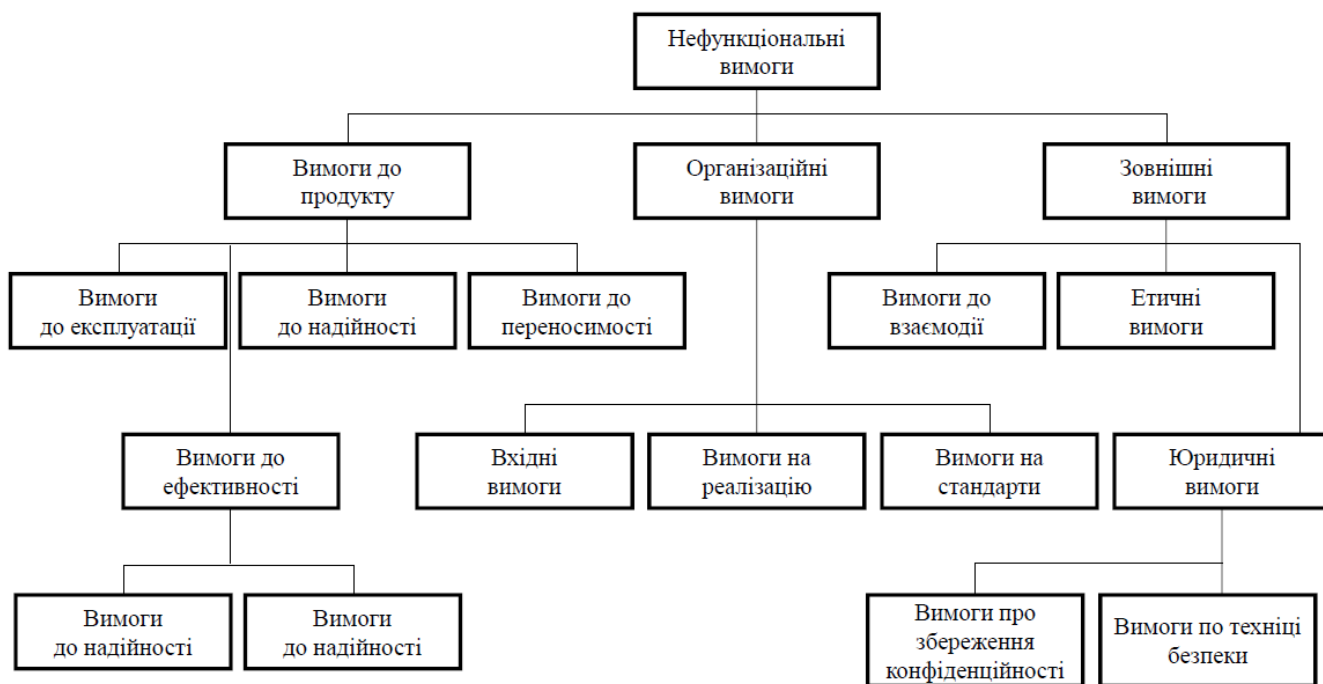 Нефункціональні
вимоги
Вимоги до
продукту
Організаційні
вимоги
Зовнішні
вимоги
Вимоги
до експлуатації
Вимоги
до надійності
Вимоги до
переносимості
Вимоги до
взаємодії
Етичні
вимоги
Вимоги до
ефективності
Вхідні
вимоги
Вимоги на
реалізацію
Вимоги на
стандарти
Юридичні
вимоги
Вимоги
до надійності
Вимоги
до надійності
Вимоги про
збереження
конфіденційності
Вимоги по техніці
безпеки